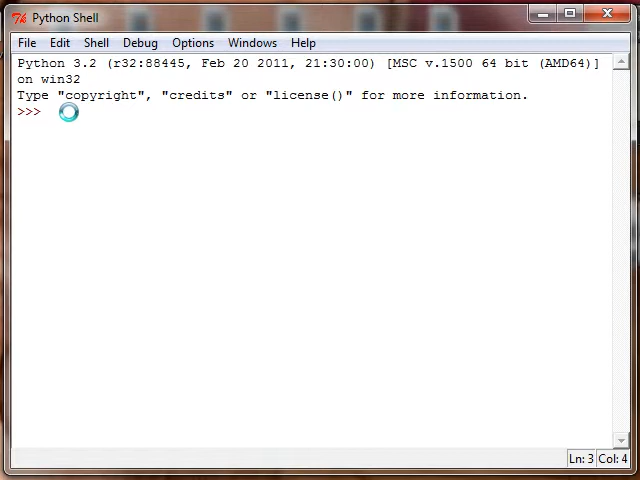 Python Shell
File Edit Shell Debug Options Windows Help
Python 3.2 (r32:88445, Feb 20 2011, 21:30:00) [MSC v.1500 64 bit (AMD64)]
on win32
Type "copyright", "credits" or "license()" for more information.
>>>
Ln: 3 Col: 4